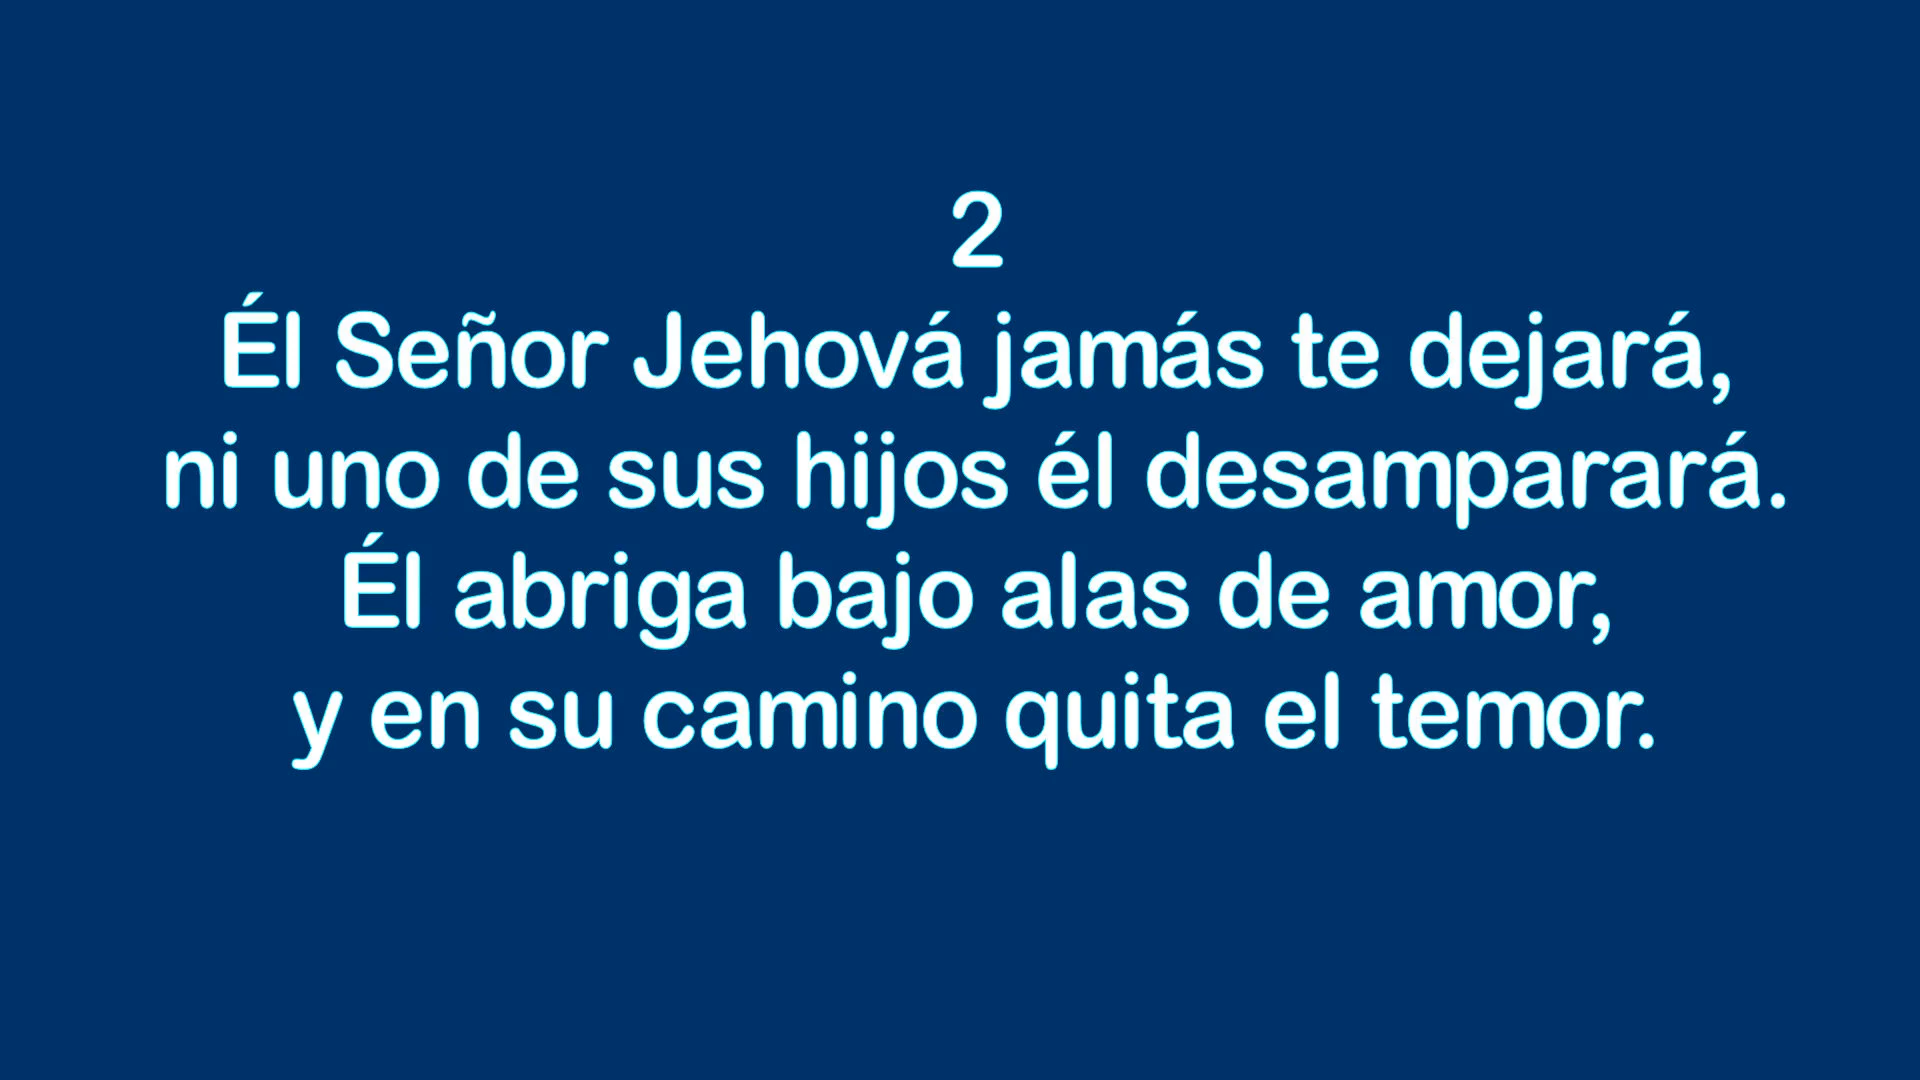 2
Él Señor Jehová jamás te dejará,
ni uno de sus hijos él desamparará.
Él abriga bajo alas de amor,
y en su camino quita el temor.